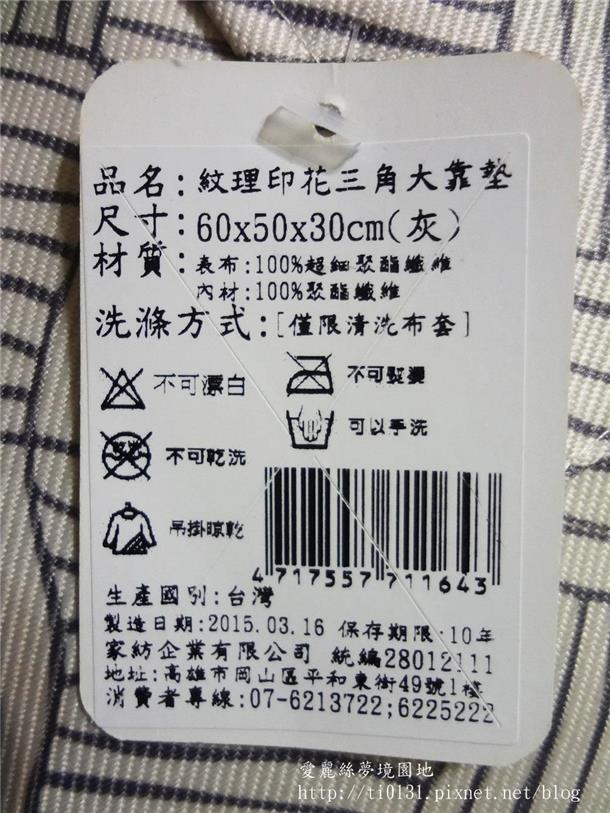 品名:紋理印花三角大靠墊
尺寸:60x50x30cm(灰)
材質:表布:100%超細聚酯纖維
內材:100%聚酯纖維
洗滌方式:[僅限清洗布套]
不可漂白
不可熨燙
可以手洗
不可乾洗
吊掛晾乾
4 717557 711643
生產國別:台灣
製造日期:2015.03.16 保存期限:10年
家紡企業有限公司 統編28012111
地址:高雄市岡山區平和東街49號1樓
消費者專線:07-6213722;6225222
愛麗絲夢境園地
http://ti0131.pixnet.net/blog